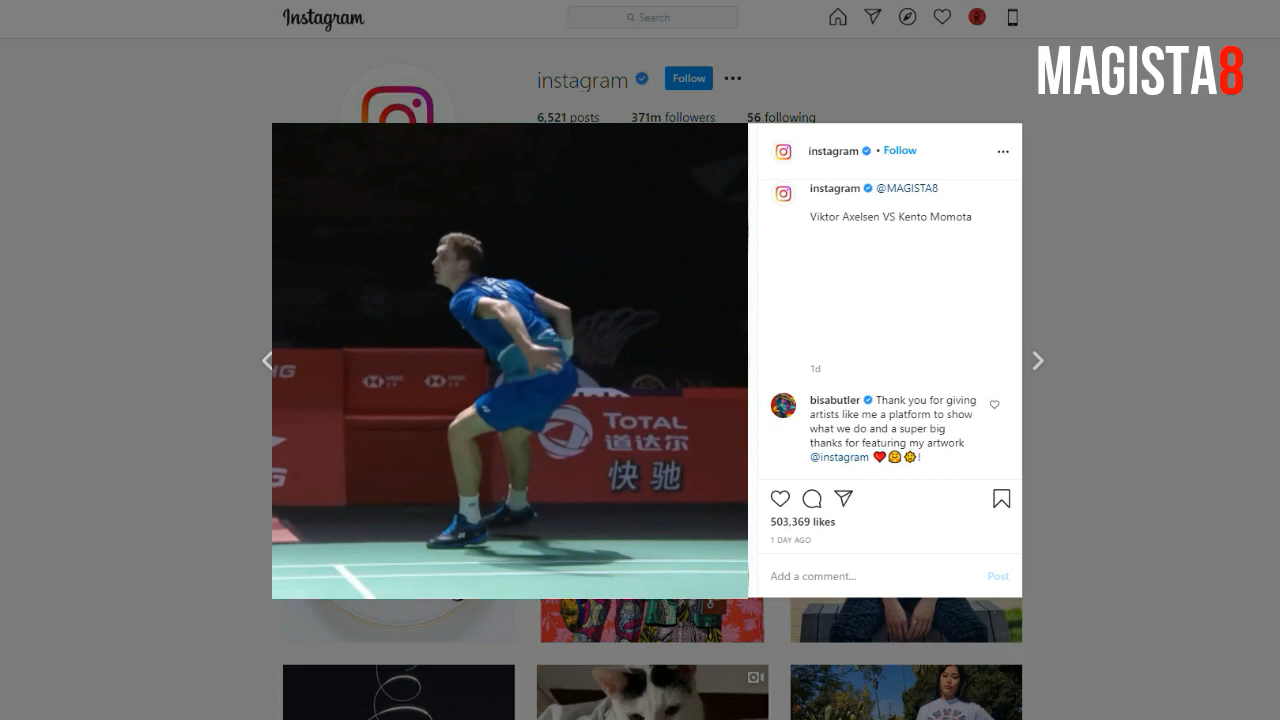 Instagram
Search
MAGISTA8
instagram
Follow
6,521 posts 371m followers 56 following
instagram • Follow
instagram @MAGISTA8
Viktor Axelsen VS Kento Momota
HSBC HSBC
TOTAL
道达尔
快驰
1d
bisabutler Thank you for giving
artists like me a platform to show
what we do and a super big
thanks for featuring my artwork
@instagram ❤️😊🌞!
503,369 likes
1 DAY AGO
Add a comment... Post